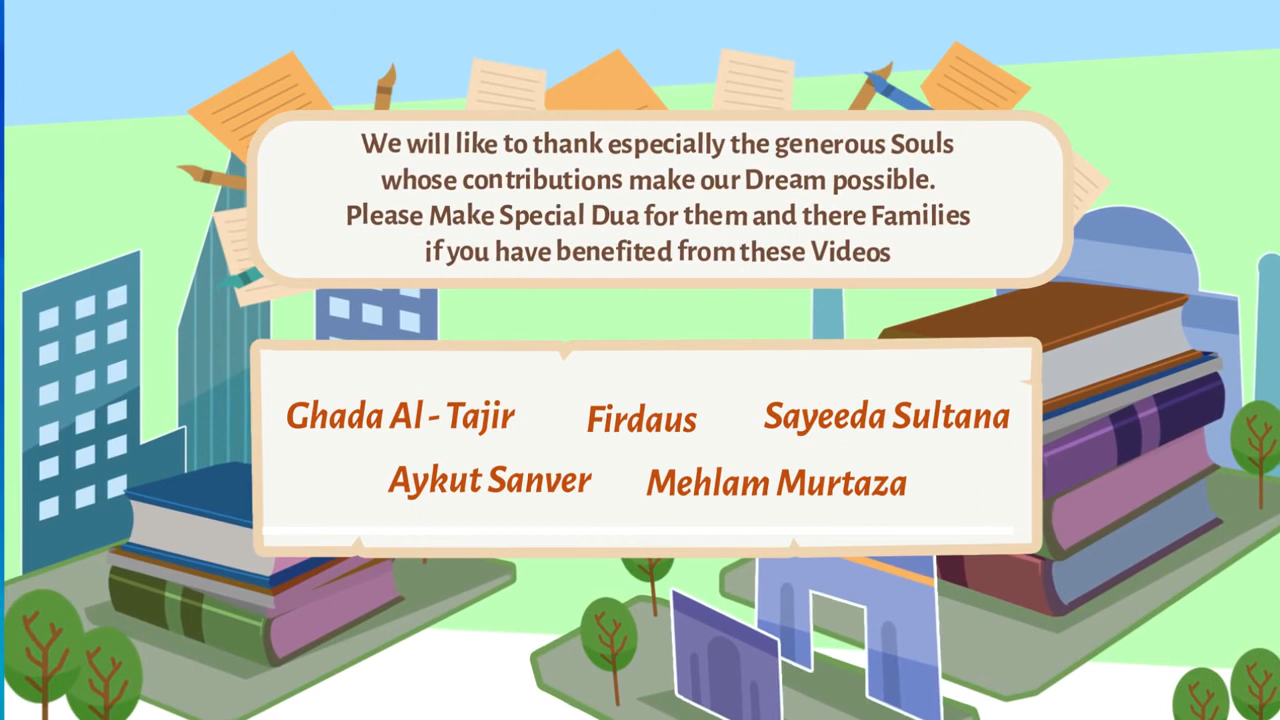 We will like to thank especially the generous Souls
whose contributions make our Dream possible.
Please Make Special Dua for them and there Families
if you have benefited from these Videos
Ghada Al - Tajir Firdaus Sayeeda Sultana
Aykut Sanver Mehlam Murtaza